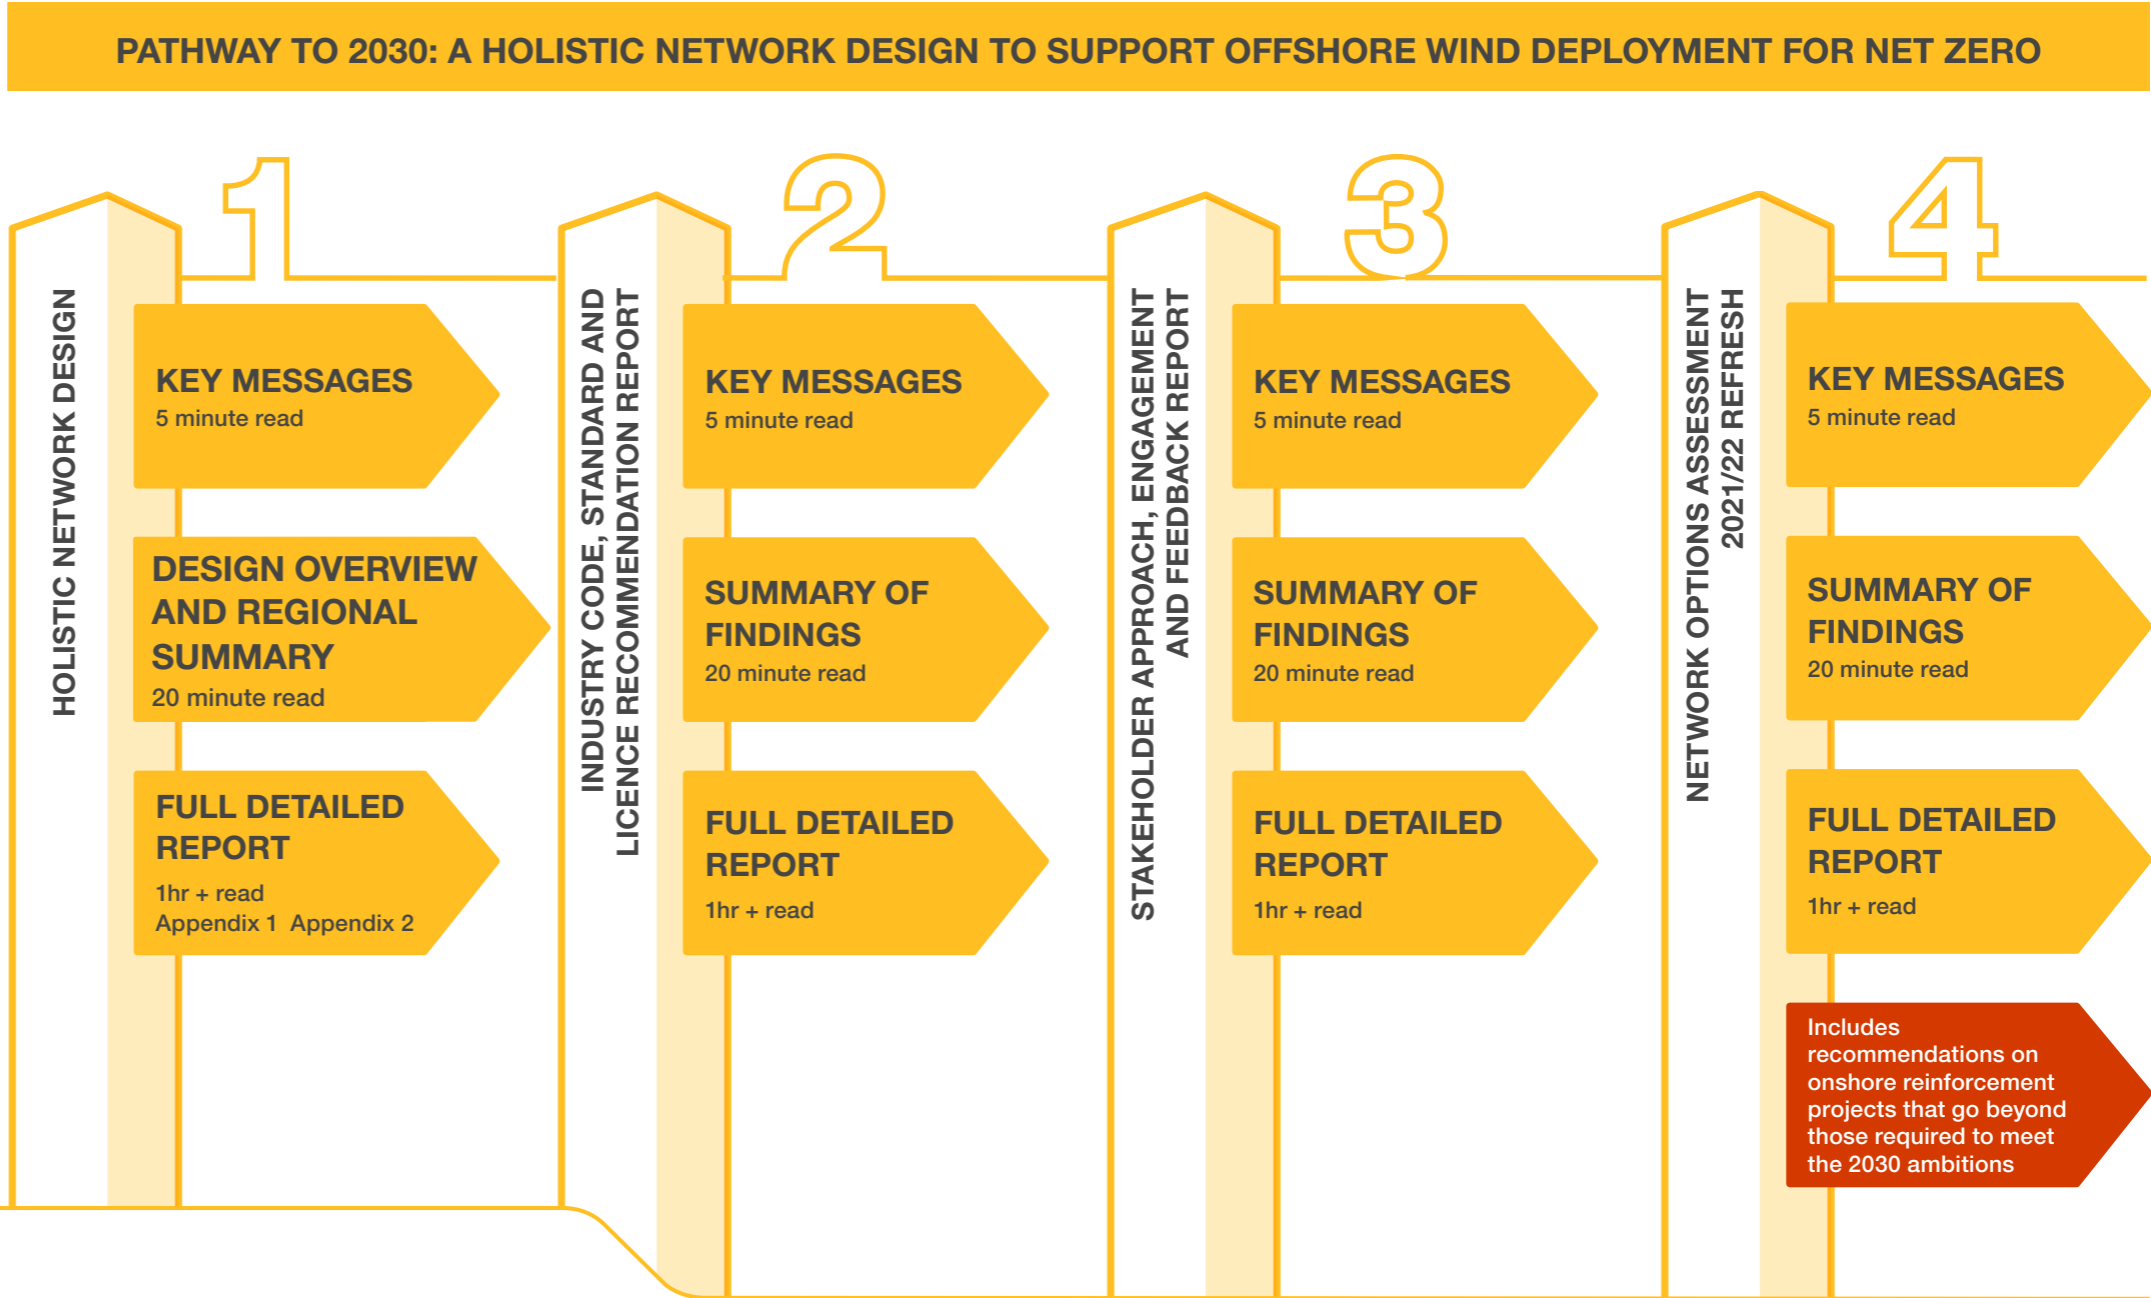 PATHWAY TO 2030: A HOLISTIC NETWORK DESIGN TO SUPPORT OFFSHORE WIND DEPLOYMENT FOR NET ZERO
1
HOLISTIC NETWORK DESIGN
KEY MESSAGES
5 minute read
DESIGN OVERVIEW
AND REGIONAL
SUMMARY
20 minute read
FULL DETAILED
REPORT
1hr + read
Appendix 1 Appendix 2
2
INDUSTRY CODE, STANDARD AND
LICENCE RECOMMENDATION REPORT
KEY MESSAGES
5 minute read
SUMMARY OF
FINDINGS
20 minute read
FULL DETAILED
REPORT
1hr + read
3
STAKEHOLDER APPROACH, ENGAGEMENT
AND FEEDBACK REPORT
KEY MESSAGES
5 minute read
SUMMARY OF
FINDINGS
20 minute read
FULL DETAILED
REPORT
1hr + read
4
NETWORK OPTIONS ASSESSMENT
2021/22 REFRESH
KEY MESSAGES
5 minute read
SUMMARY OF
FINDINGS
20 minute read
FULL DETAILED
REPORT
1hr + read
Includes
recommendations on
onshore reinforcement
projects that go beyond
those required to meet
the 2030 ambitions